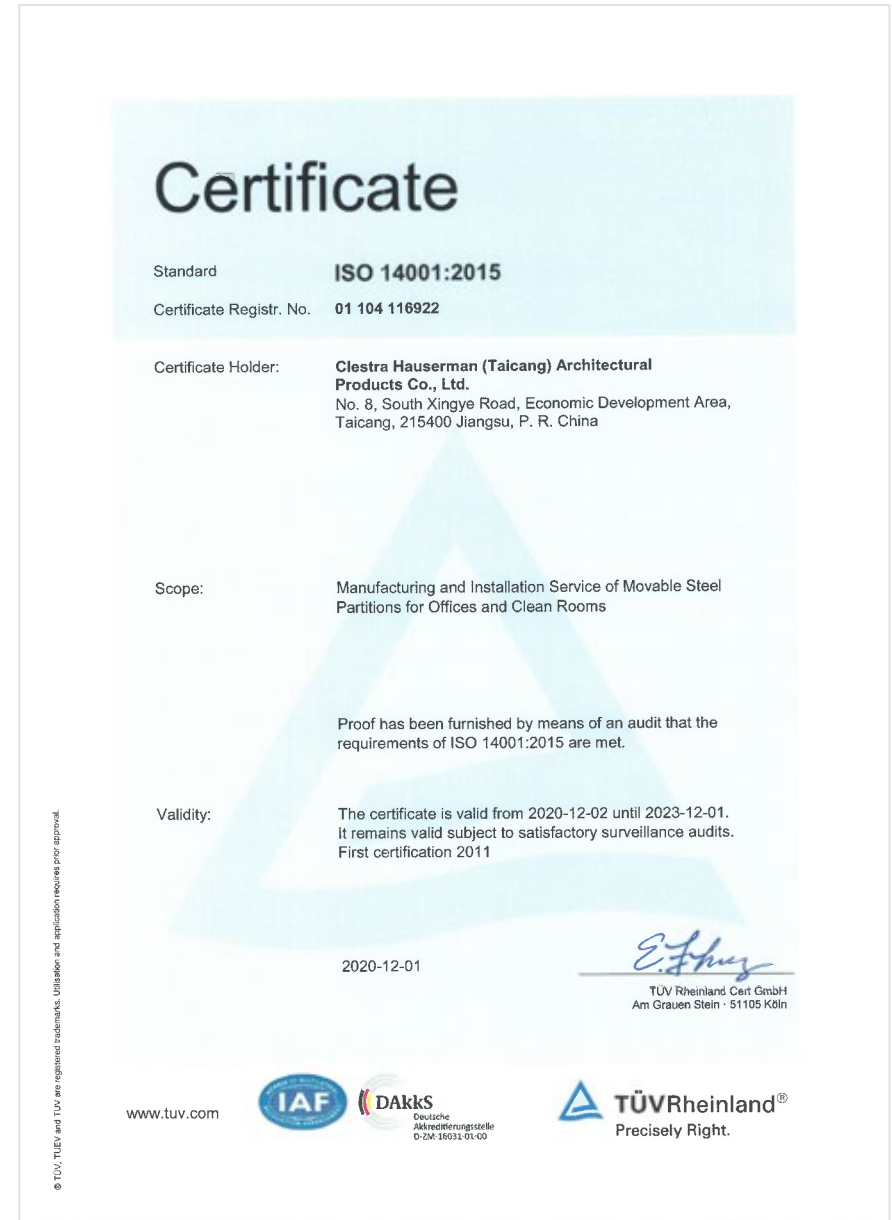 Certificate
Standard
ISO 14001:2015
Certificate Registr. No.
01 104 116922
Certificate Holder:
Clestra Hauserman (Taicang) Architectural
Products Co., Ltd.
No. 8, South Xingye Road, Economic Development Area,
Taicang, 215400 Jiangsu, P. R. China
Scope:
Manufacturing and Installation Service of Movable Steel
Partitions for Offices and Clean Rooms
Proof has been furnished by means of an audit that the
requirements of ISO 14001:2015 are met.
Validity:
The certificate is valid from 2020-12-02 until 2023-12-01.
It remains valid subject to satisfactory surveillance audits.
First certification 2011
2020-12-01
TÜV Rheinland Cert GmbH
Am Grauen Stein · 51105 Köln
® TÜV, TUEV and TUV are registered trademarks. Utilisation and application requires prior approval.
www.tuv.com
IAF
DAkkS
Deutsche
Akkreditierungsstelle
D-ZM-16031-01-00
TÜVRheinland®
Precisely Right.